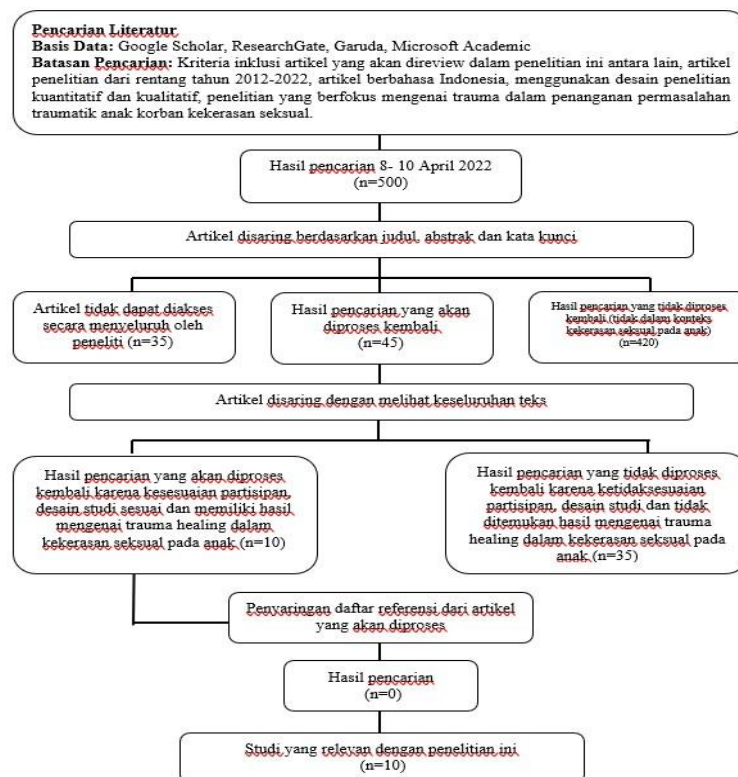 Pencarian Literatur
Basis Data: Google Scholar, ResearchGate, Garuda, Microsoft Academic
Batasan Pencarian: Kriteria inklusi artikel yang akan direview dalam penelitian ini antara lain, artikel
penelitian dari rentang tahun 2012-2022, artikel berbahasa Indonesia, menggunakan desain penelitian
kuantitatif dan kualitatif, penelitian yang berfokus mengenai trauma dalam penanganan permasalahan
traumatik anak korban kekerasan seksual.
Hasil pencarian 8- 10 April 2022
(n=500)
Artikel disaring berdasarkan judul, abstrak dan kata kunci
Artikel tidak dapat diakses
secara menyeluruh oleh
peneliti (n=35)
Hasil pencarian yang akan
diproses kembali
(n=45)
Hasil pencarian yang tidak diproses
kembali (tidak dalam konteks
kekerasan seksual pada anak)
(n=420)
Artikel disaring dengan melihat keseluruhan teks
Hasil pencarian yang akan diproses
kembali karena kesesuaian partisipan,
desain studi sesuai dan memiliki hasil
mengenai trauma healing dalam
kekerasan seksual pada anak (n=10)
Hasil pencarian yang tidak diproses
kembali karena ketidaksesuaian
partisipan, desain studi dan tidak
ditemukan hasil mengenai trauma
healing dalam kekerasan seksual pada
anak (n=35)
Penyaringan daftar referensi dari artikel
yang akan diproses
Hasil pencarian
(n=0)
Studi yang relevan dengan penelitian ini
(n=10)